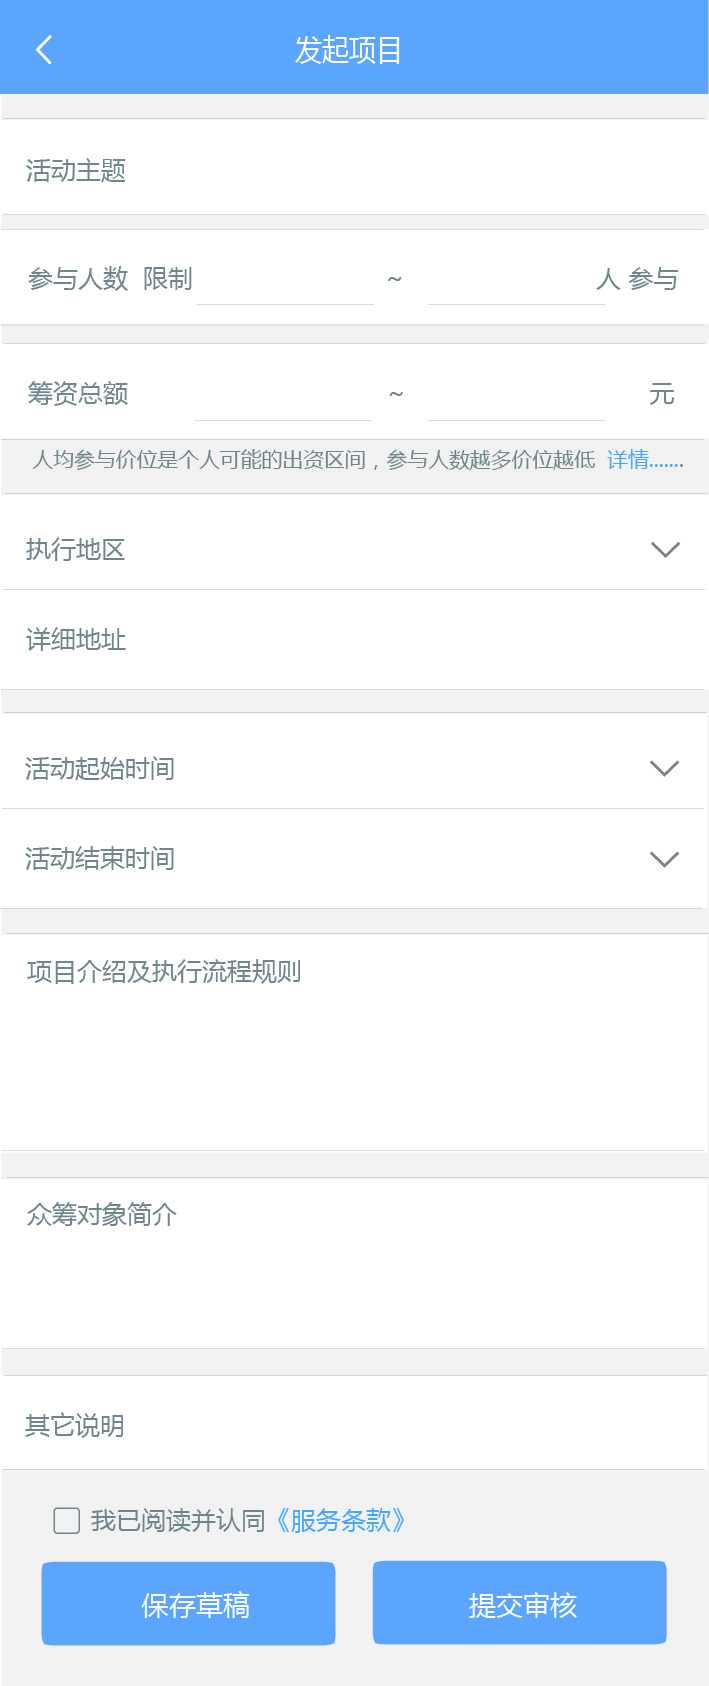 发起项目
活动主题
参与人数 限制 ~ 人 参与
筹资总额 ~ 元
人均参与价位是个人可能的出资区间，参与人数越多价位越低 详情.......
执行地区
详细地址
活动起始时间
活动结束时间
项目介绍及执行流程规则
众筹对象简介
其它说明
我已阅读并认同《服务条款》
保存草稿 提交审核